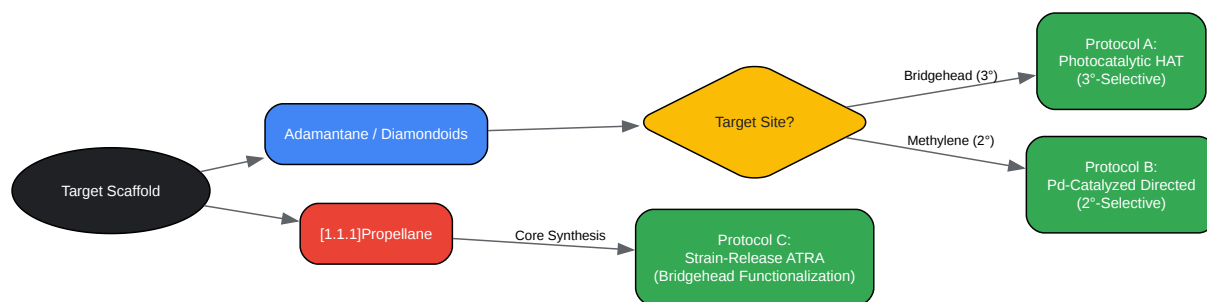 Target Scaffold
Adamantane / Diamondoids
[1.1.1]Propellane
Target Site?
Core Synthesis
Bridgehead (3°)
Methylene (2°)
Protocol A:
Photocatalytic HAT
(3°-Selective)
Protocol B:
Pd-Catalyzed Directed
(2°-Selective)
Protocol C:
Strain-Release ATRA
(Bridgehead Functionalization)